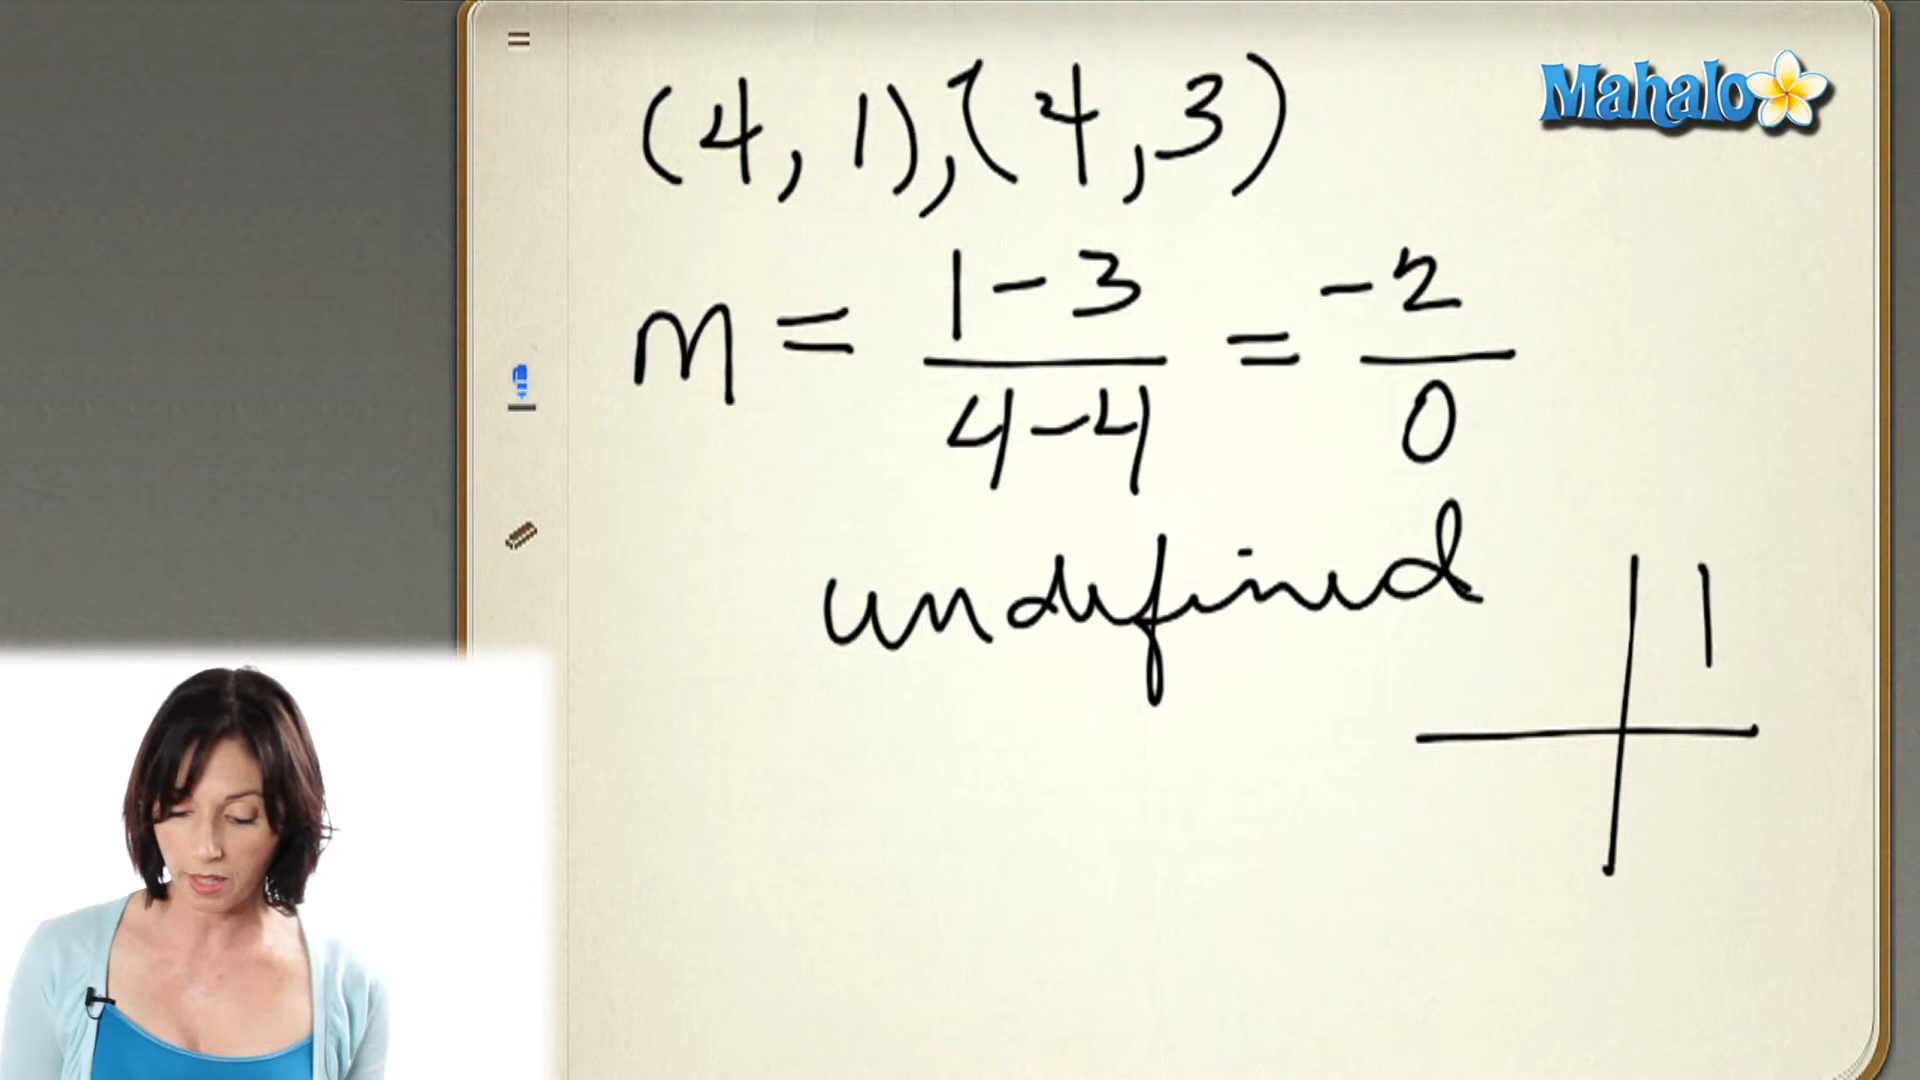 Mahalo
(4, 1), (4, 3)
m = 1-3/4-4 = -2/0
undefined